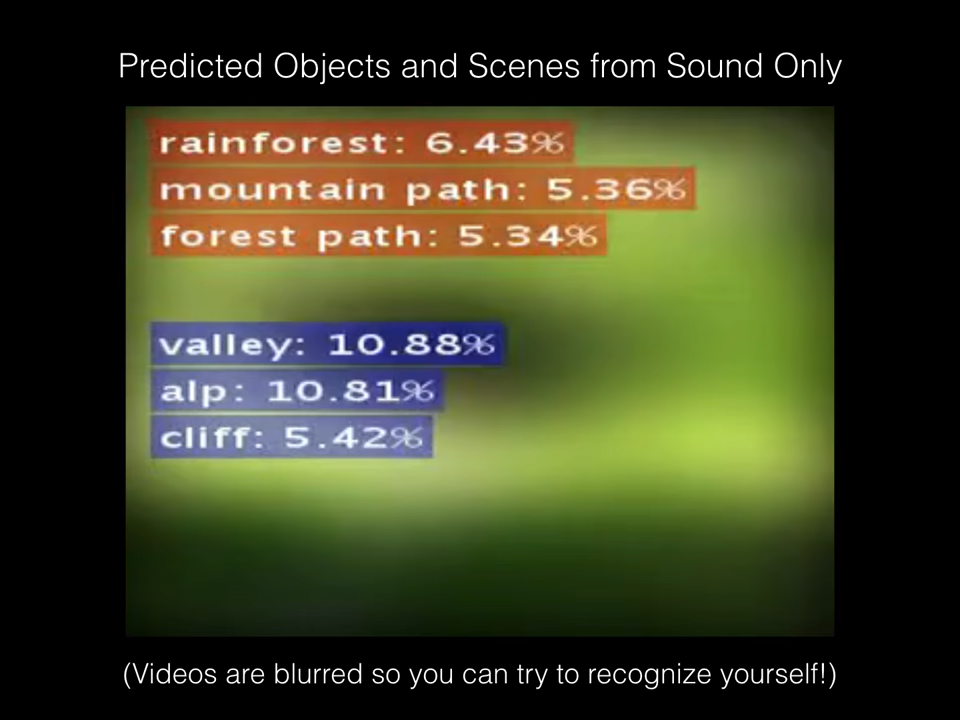 Predicted Objects and Scenes from Sound Only
rainforest: 6.43%
mountain path: 5.36%
forest path: 5.34%
valley: 10.88%
alp: 10.81%
cliff: 5.42%
(Videos are blurred so you can try to recognize yourself!)